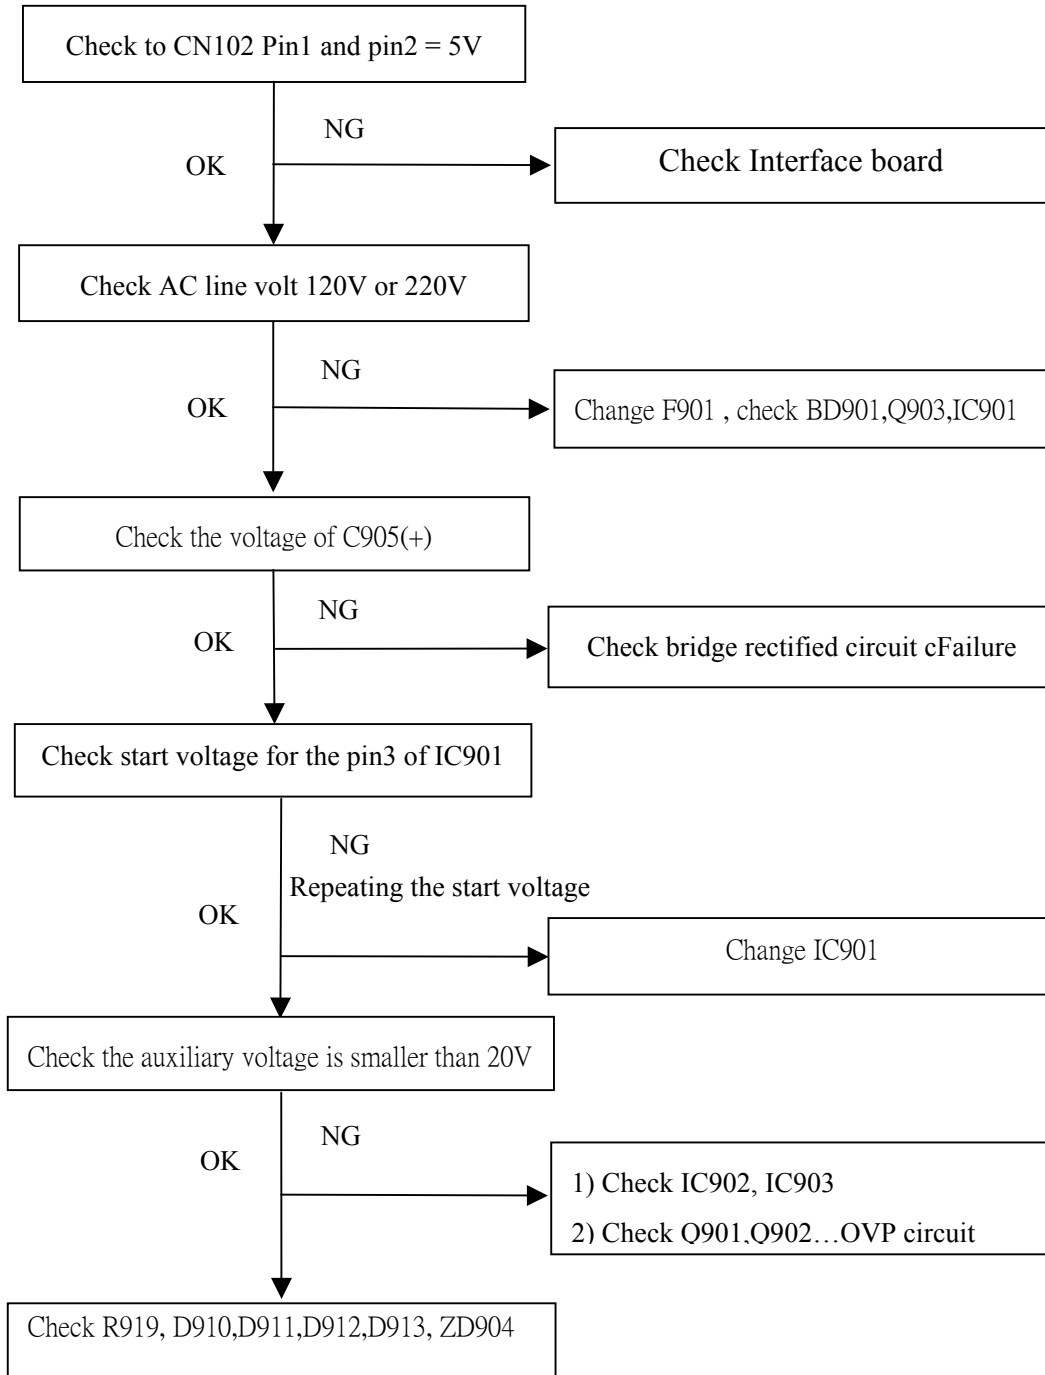 Check to CN102 Pin1 and pin2 = 5V
NG
OK
Check Interface board
Check AC line volt 120V or 220V
NG
OK
Change F901 , check BD901,Q903,IC901
Check the voltage of C905(+)
NG
OK
Check bridge rectified circuit cFailure
Check start voltage for the pin3 of IC901
NG
Repeating the start voltage
OK
Change IC901
Check the auxiliary voltage is smaller than 20V
NG
OK
1) Check IC902, IC903
2) Check Q901,Q902…OVP circuit
Check R919, D910,D911,D912,D913, ZD904